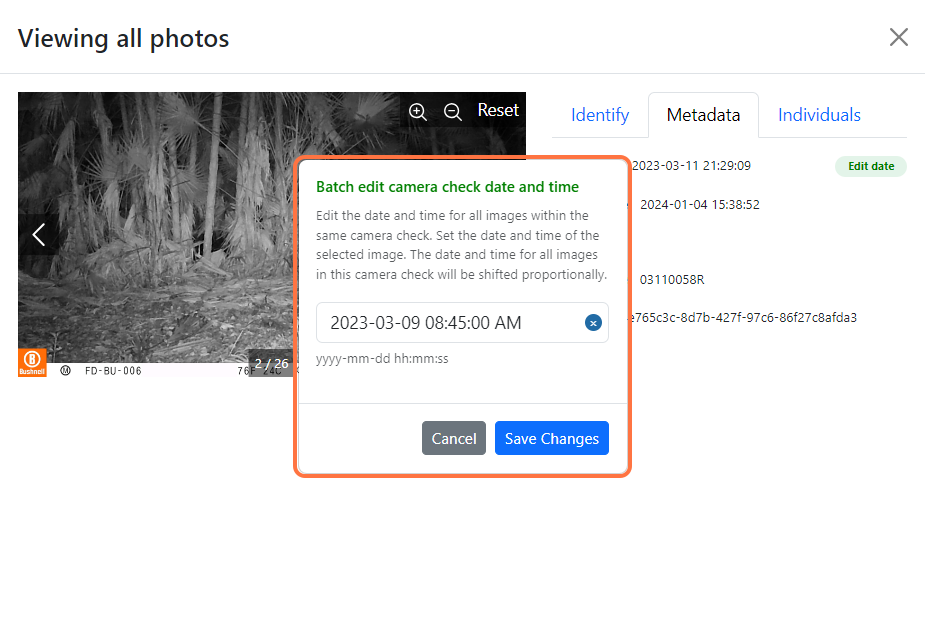 Viewing all photos
Reset
Identify
Metadata
Individuals
2023-03-11 21:29:09
Edit date
2024-01-04 15:38:52
03110058R
e765c3c-8d7b-427f-97c6-86f27c8afda3
Batch edit camera check date and time
Edit the date and time for all images within the
same camera check. Set the date and time of the
selected image. The date and time for all images
in this camera check will be shifted proportionally.
2023-03-09 08:45:00 AM
yyyy-mm-dd hh:mm:ss
Cancel
Save Changes
2 / 26
B
Bushnell
M FD-BU-006
76F 24C